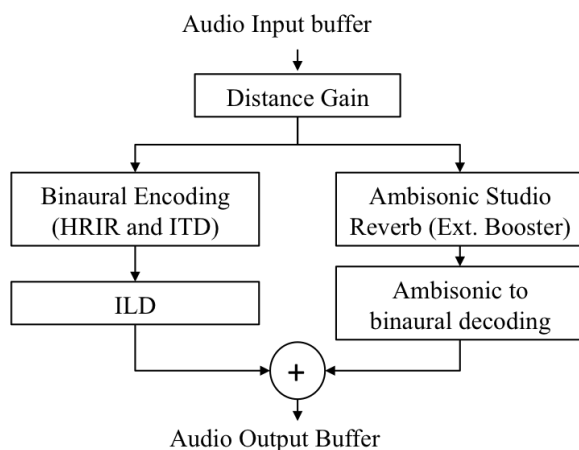 Audio Input buffer
Distance Gain
Binaural Encoding
(HRIR and ITD)
Ambisonic Studio
Reverb (Ext. Booster)
ILD
Ambisonic to
binaural decoding
+
Audio Output Buffer